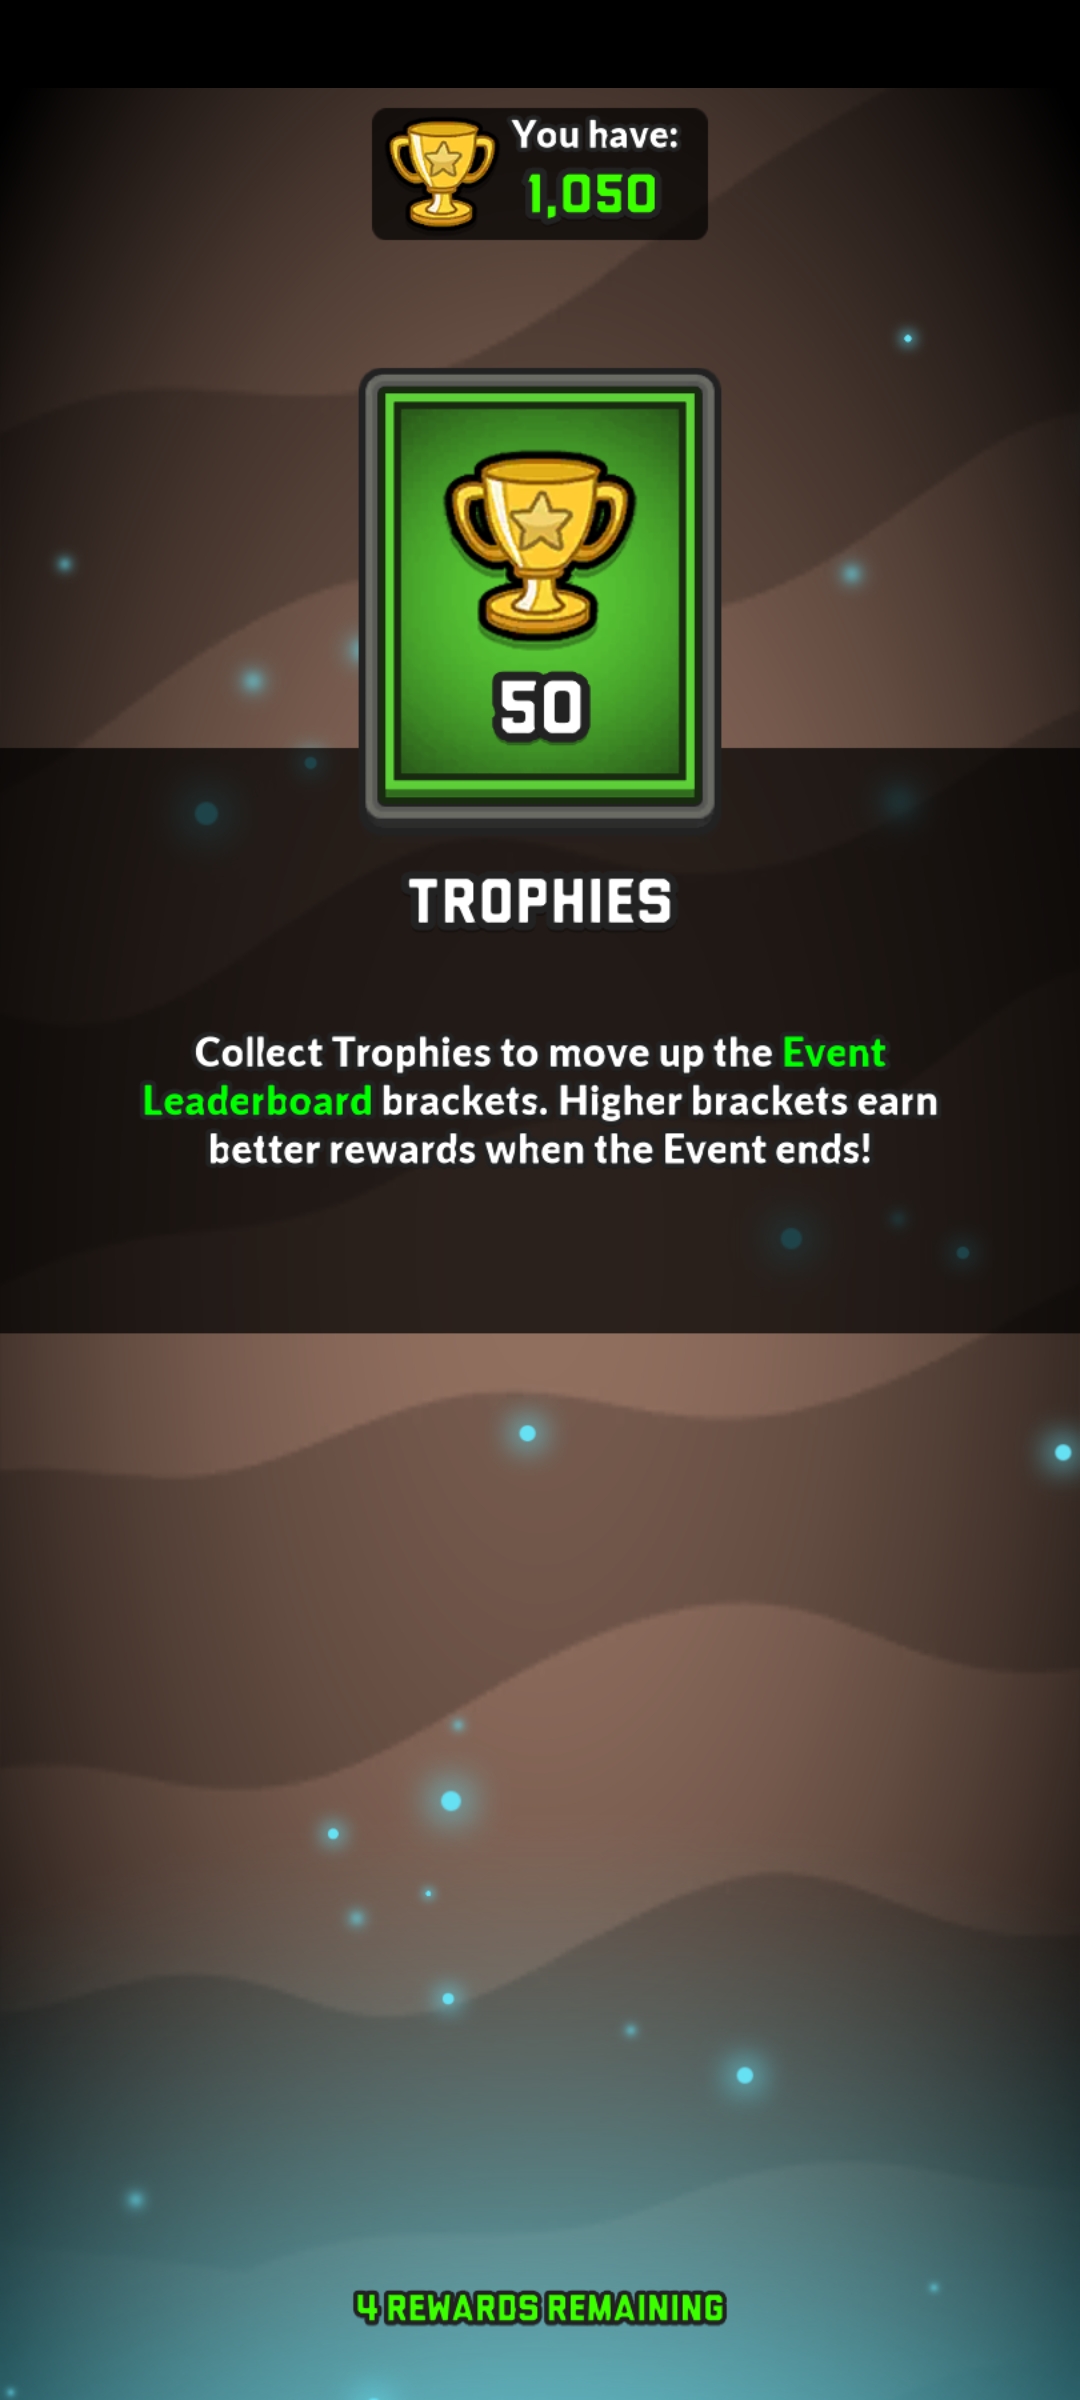 You have:
1,050
50
TROPHIES
Collect Trophies to move up the Event
Leaderboard brackets. Higher brackets earn
better rewards when the Event ends!
4 REWARDS REMAINING